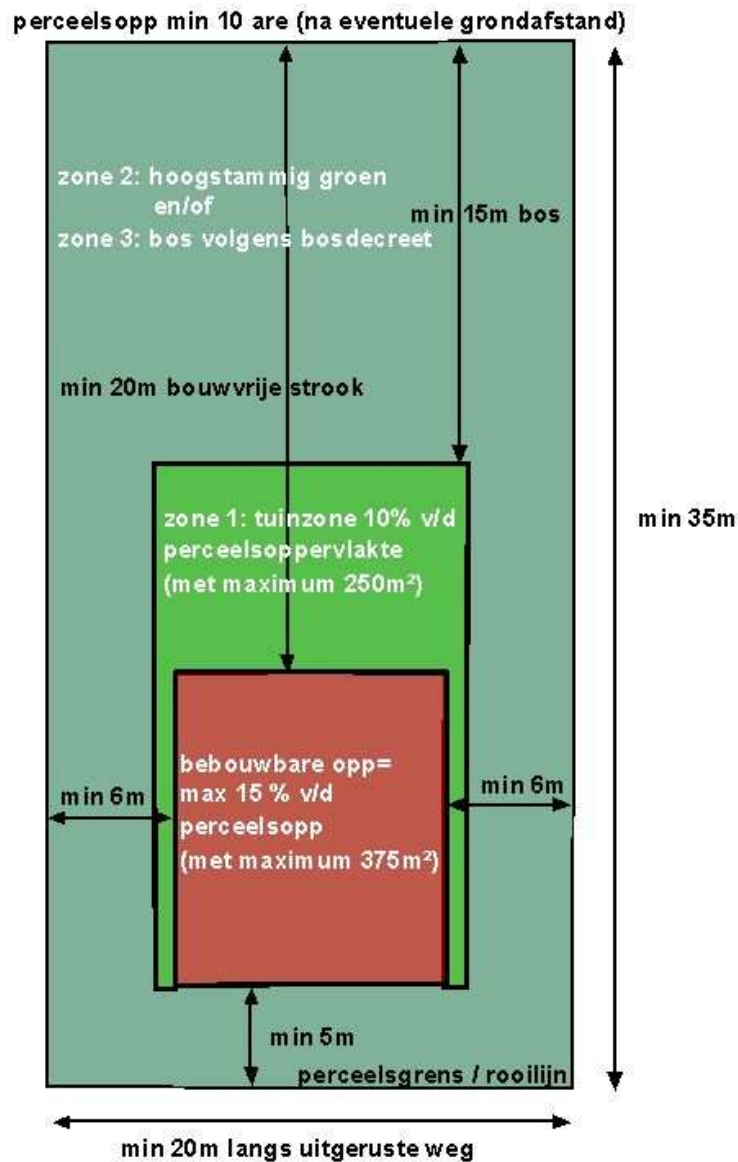 perceelsopp min 10 are (na eventuele grondafstand)
zone 2: hoogstammig groen
en/of
zone 3: bos volgens bosdecreet
min 15m bos
min 20m bouwvrije strook
zone 1: tuinzone 10% v/d
perceelsoppervlakte
(met maximum 250m²)
min 35m
bebouwbare opp=
max 15 % v/d
perceelsopp
(met maximum 375m²)
min 6m
min 6m
min 5m
perceelsgrens / rooilijn
min 20m langs uitgeruste weg